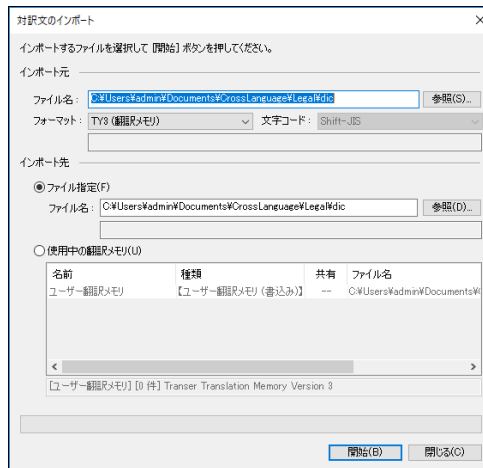 対訳文のインポート
インポートするファイルを選択して [開始] ボタンを押してください。
インポート元
ファイル名： C:¥Users¥admin¥Documents¥CrossLanguage¥Legal¥dic 参照(S)...
フォーマット： TY3 (翻訳メモリ) 文字コード： Shift-JIS
インポート先
ファイル指定(F)
ファイル名： C:¥Users¥admin¥Documents¥CrossLanguage¥Legal¥dic 参照(D)...
使用中の翻訳メモリ(U)
名前 種類 共有 ファイル名
ユーザー翻訳メモリ 【ユーザー翻訳メモリ (書込み)】 -- C:¥Users¥admin¥Documents¥
[ユーザー翻訳メモリ] [0 件] Transer Translation Memory Version 3
開始(B) 閉じる(C)